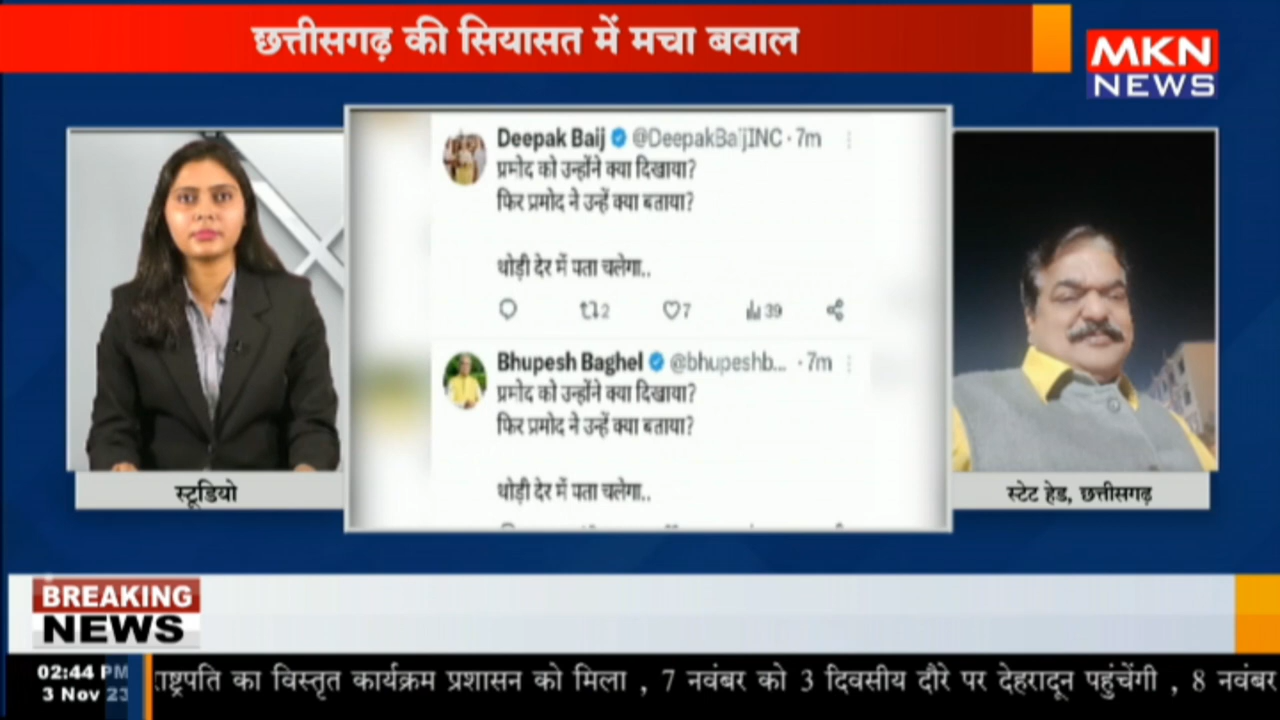 छत्तीसगढ़ की सियासत में मचा बवाल
MKN
NEWS
Deepak Baij @DeepakBaijINC · 7m
प्रमोद को उन्होंने क्या दिखाया?
फिर प्रमोद ने उन्हें क्या बताया?
थोड़ी देर में पता चलेगा..
2 7 39
Bhupesh Baghel @bhupeshb... · 7m
प्रमोद को उन्होंने क्या दिखाया?
फिर प्रमोद ने उन्हें क्या बताया?
थोड़ी देर में पता चलेगा..
स्टूडियो
स्टेट हेड, छत्तीसगढ़
BREAKING
NEWS
02:44 PM
3 Nov 23
ाष्ट्रपति का विस्तृत कार्यक्रम प्रशासन को मिला , 7 नवंबर को 3 दिवसीय दौरे पर देहरादून पहुंचेंगी , 8 नवंबर